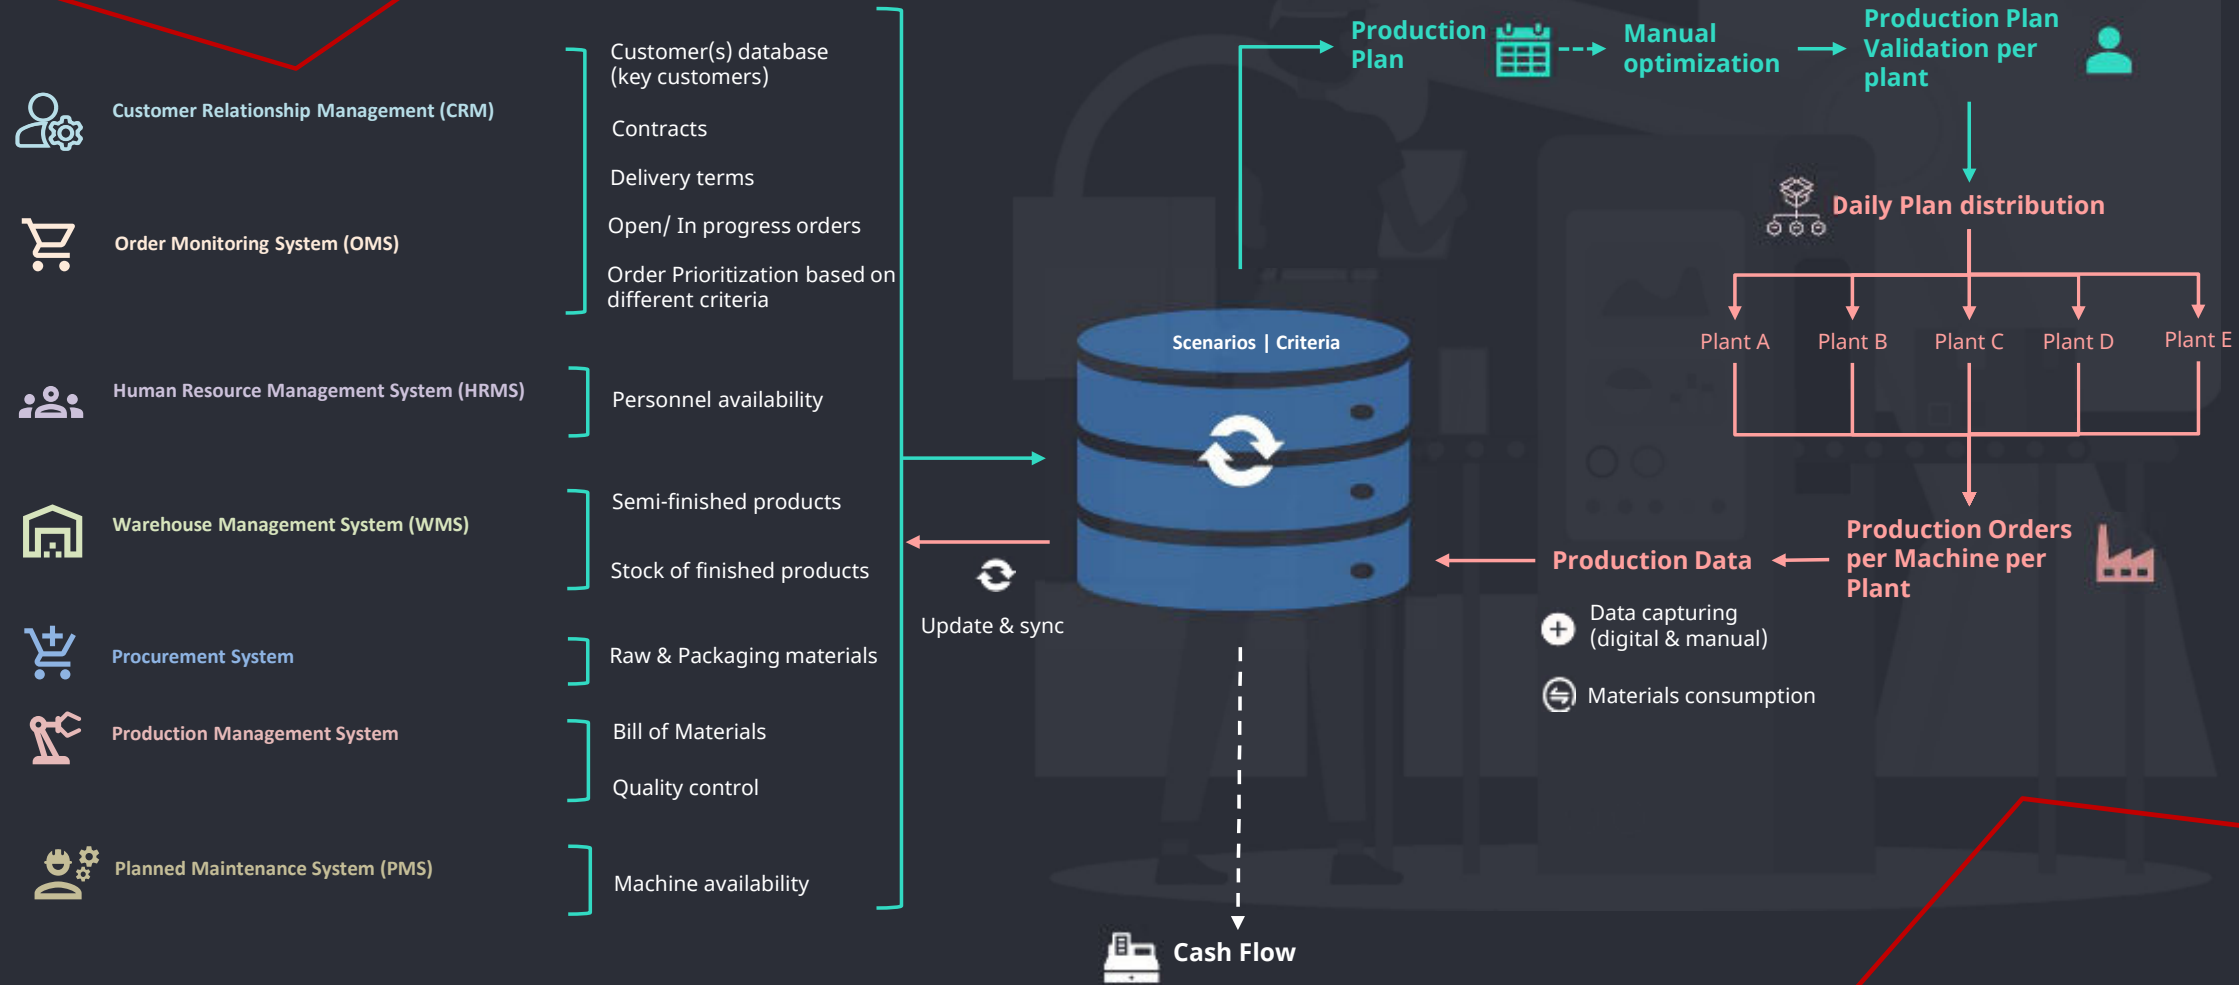 Customer Relationship Management (CRM)
Order Monitoring System (OMS)
Customer(s) database
(key customers)
Contracts
Delivery terms
Open/ In progress orders
Order Prioritization based on
different criteria
Human Resource Management System (HRMS)
Personnel availability
Warehouse Management System (WMS)
Semi-finished products
Stock of finished products
Procurement System
Raw & Packaging materials
Production Management System
Bill of Materials
Quality control
Planned Maintenance System (PMS)
Machine availability
Update & sync
Scenarios | Criteria
Cash Flow
Production
Plan
Manual
optimization
Production Plan
Validation per
plant
Daily Plan distribution
Plant A
Plant B
Plant C
Plant D
Plant E
Production Orders
per Machine per
Plant
Production Data
Data capturing
(digital & manual)
Materials consumption